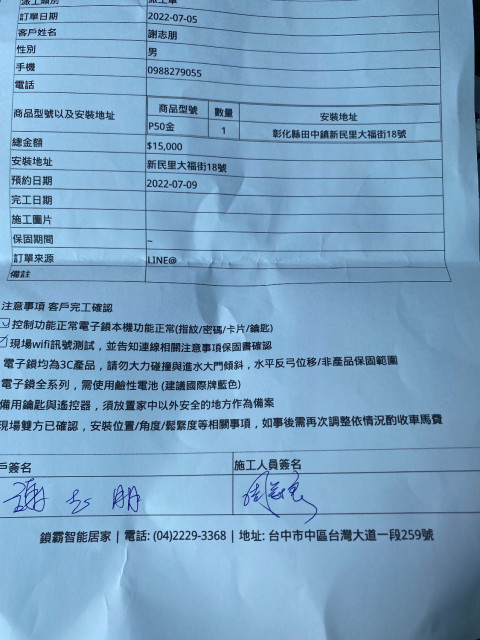 派工類別 派工單
訂單日期 2022-07-05
客戶姓名 謝志朋
性別 男
手機 0988279055
電話
商品型號以及安裝地址 商品型號 數量 安裝地址
P50金 1 彰化縣田中鎮新民里大福街18號
總金額 $15,000
安裝地址 新民里大福街18號
預約日期 2022-07-09
完工日期
施工圖片
保固期間 –
訂單來源 LINE@
備註
注意事項 客戶完工確認
控制功能正常電子鎖本機功能正常(指紋/密碼/卡片/鑰匙)
現場wifi訊號測試，並告知連線相關注意事項保固書確認
電子鎖均為3C產品，請勿大力碰撞與進水大門傾斜，水平反弓位移/非產品保固範圍
電子鎖全系列，需使用鹼性電池 (建議國際牌藍色)
備用鑰匙與遙控器，須放置家中以外安全的地方作為備案
現場雙方已確認，安裝位置/角度/鬆緊度等相關事項，如事後需再次調整依情況酌收車馬費
戶簽名 施工人員簽名
謝志朋
鎖霸智能居家 | 電話: (04)2229-3368 | 地址: 台中市中區台灣大道一段259號